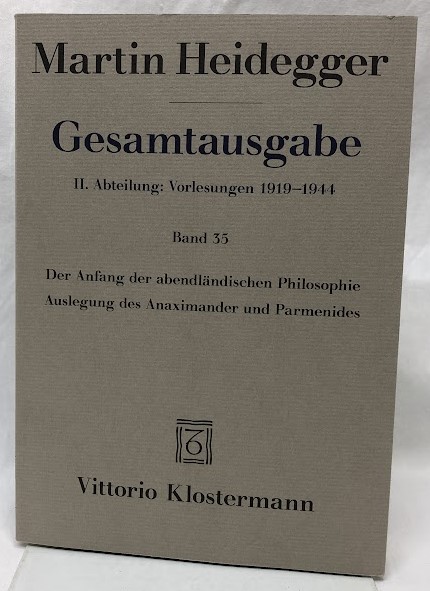 Martin Heidegger
Gesamtausgabe
II. Abteilung: Vorlesungen 1919–1944
Band 35
Der Anfang der abendländischen Philosophie
Auslegung des Anaximander und Parmenides
Vittorio Klostermann